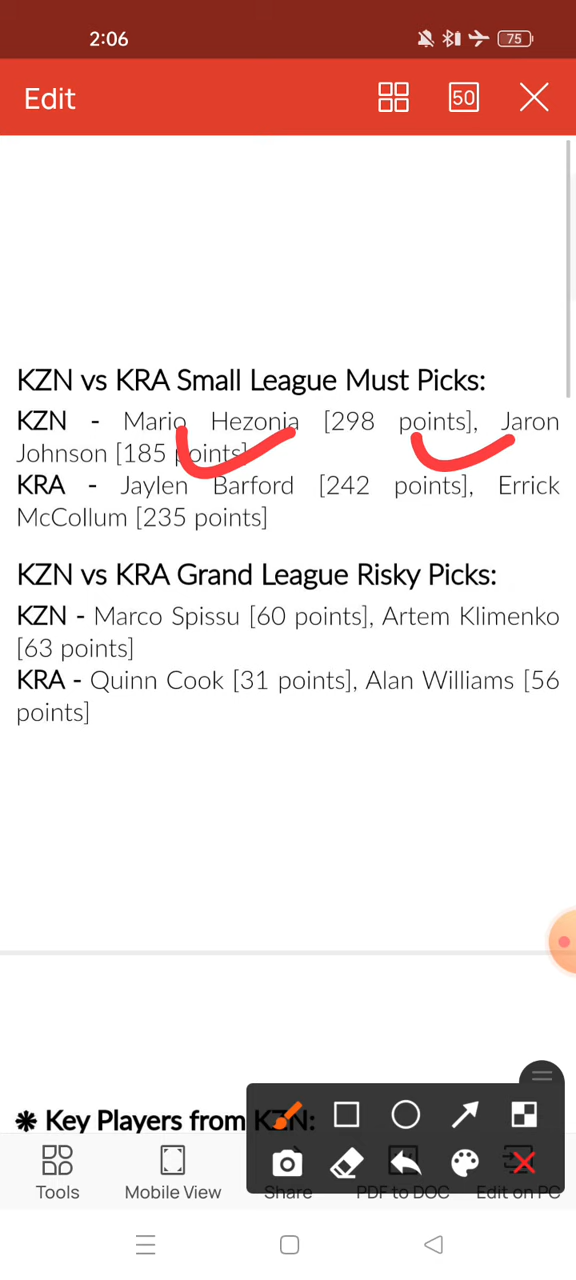 2:06
75
Edit
50
KZN vs KRA Small League Must Picks:
KZN - Mario Hezonja [298 points], Jaron
Johnson [185 points]
KRA - Jaylen Barford [242 points], Errick
McCollum [235 points]
KZN vs KRA Grand League Risky Picks:
KZN - Marco Spissu [60 points], Artem Klimenko
[63 points]
KRA - Quinn Cook [31 points], Alan Williams [56
points]
❋ Key Players from KZN:
Tools Mobile View Share PDF to DOC Edit on PC